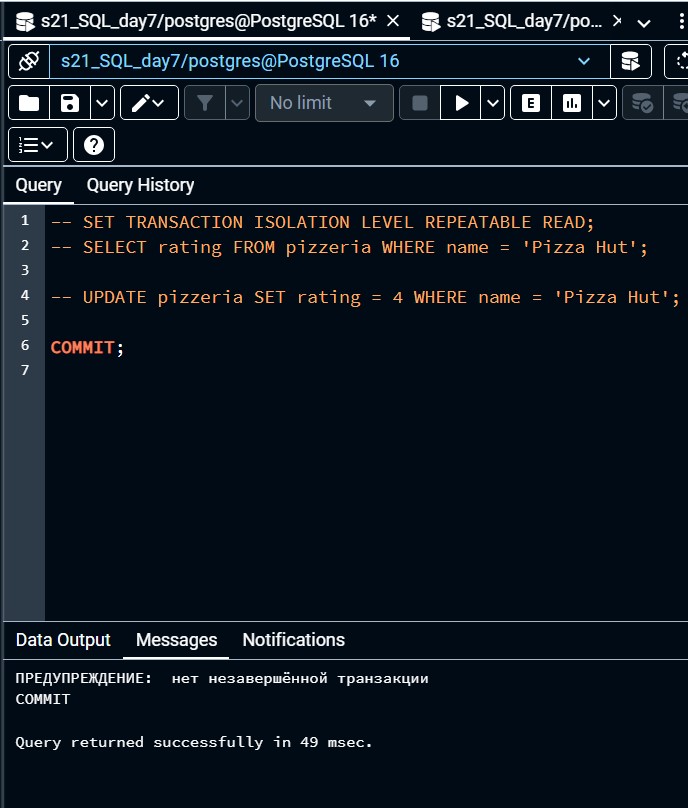 s21_SQL_day7/postgres@PostgreSQL 16* s21_SQL_day7/po...
s21_SQL_day7/postgres@PostgreSQL 16
No limit E
Query Query History
1 -- SET TRANSACTION ISOLATION LEVEL REPEATABLE READ;
2 -- SELECT rating FROM pizzeria WHERE name = 'Pizza Hut';
3
4 -- UPDATE pizzeria SET rating = 4 WHERE name = 'Pizza Hut';
5
6 COMMIT;
7
Data Output Messages Notifications
ПРЕДУПРЕЖДЕНИЕ:  нет незавершённой транзакции
COMMIT
Query returned successfully in 49 msec.